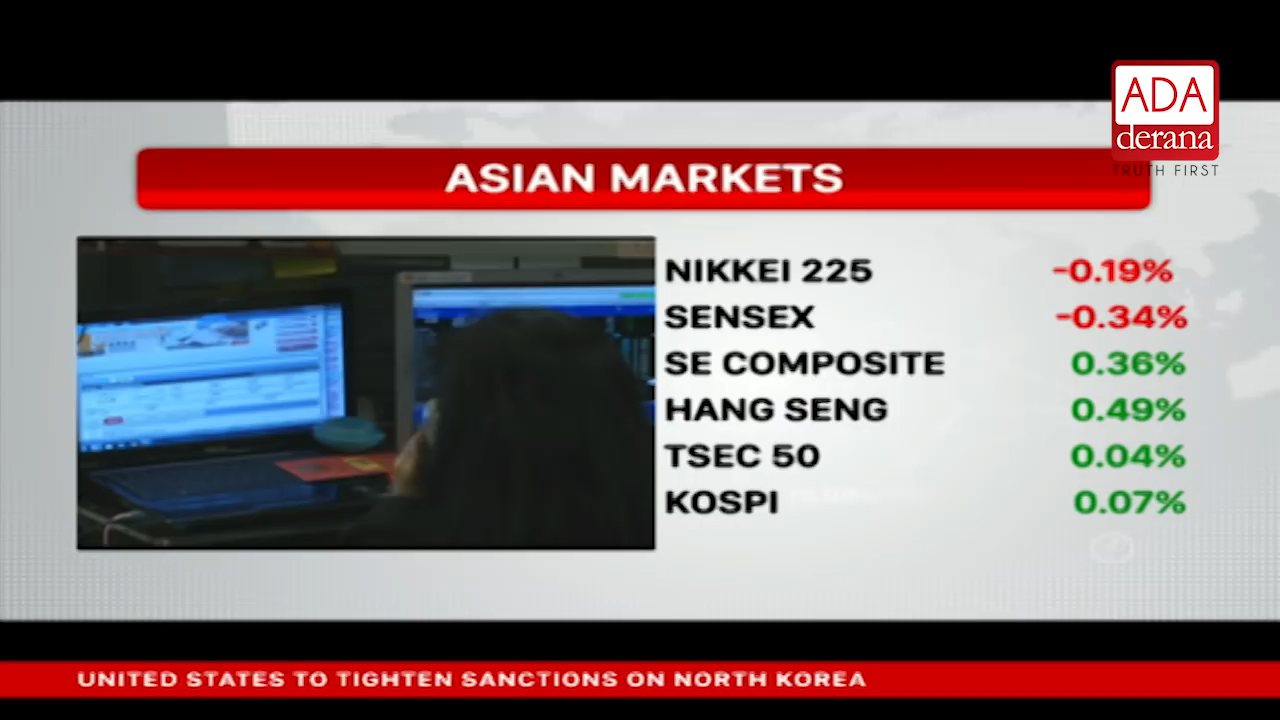 ADA
derana
TRUTH FIRST
ASIAN MARKETS
NIKKEI 225 -0.19%
SENSEX -0.34%
SE COMPOSITE 0.36%
HANG SENG 0.49%
TSEC 50 0.04%
KOSPI 0.07%
UNITED STATES TO TIGHTEN SANCTIONS ON NORTH KOREA